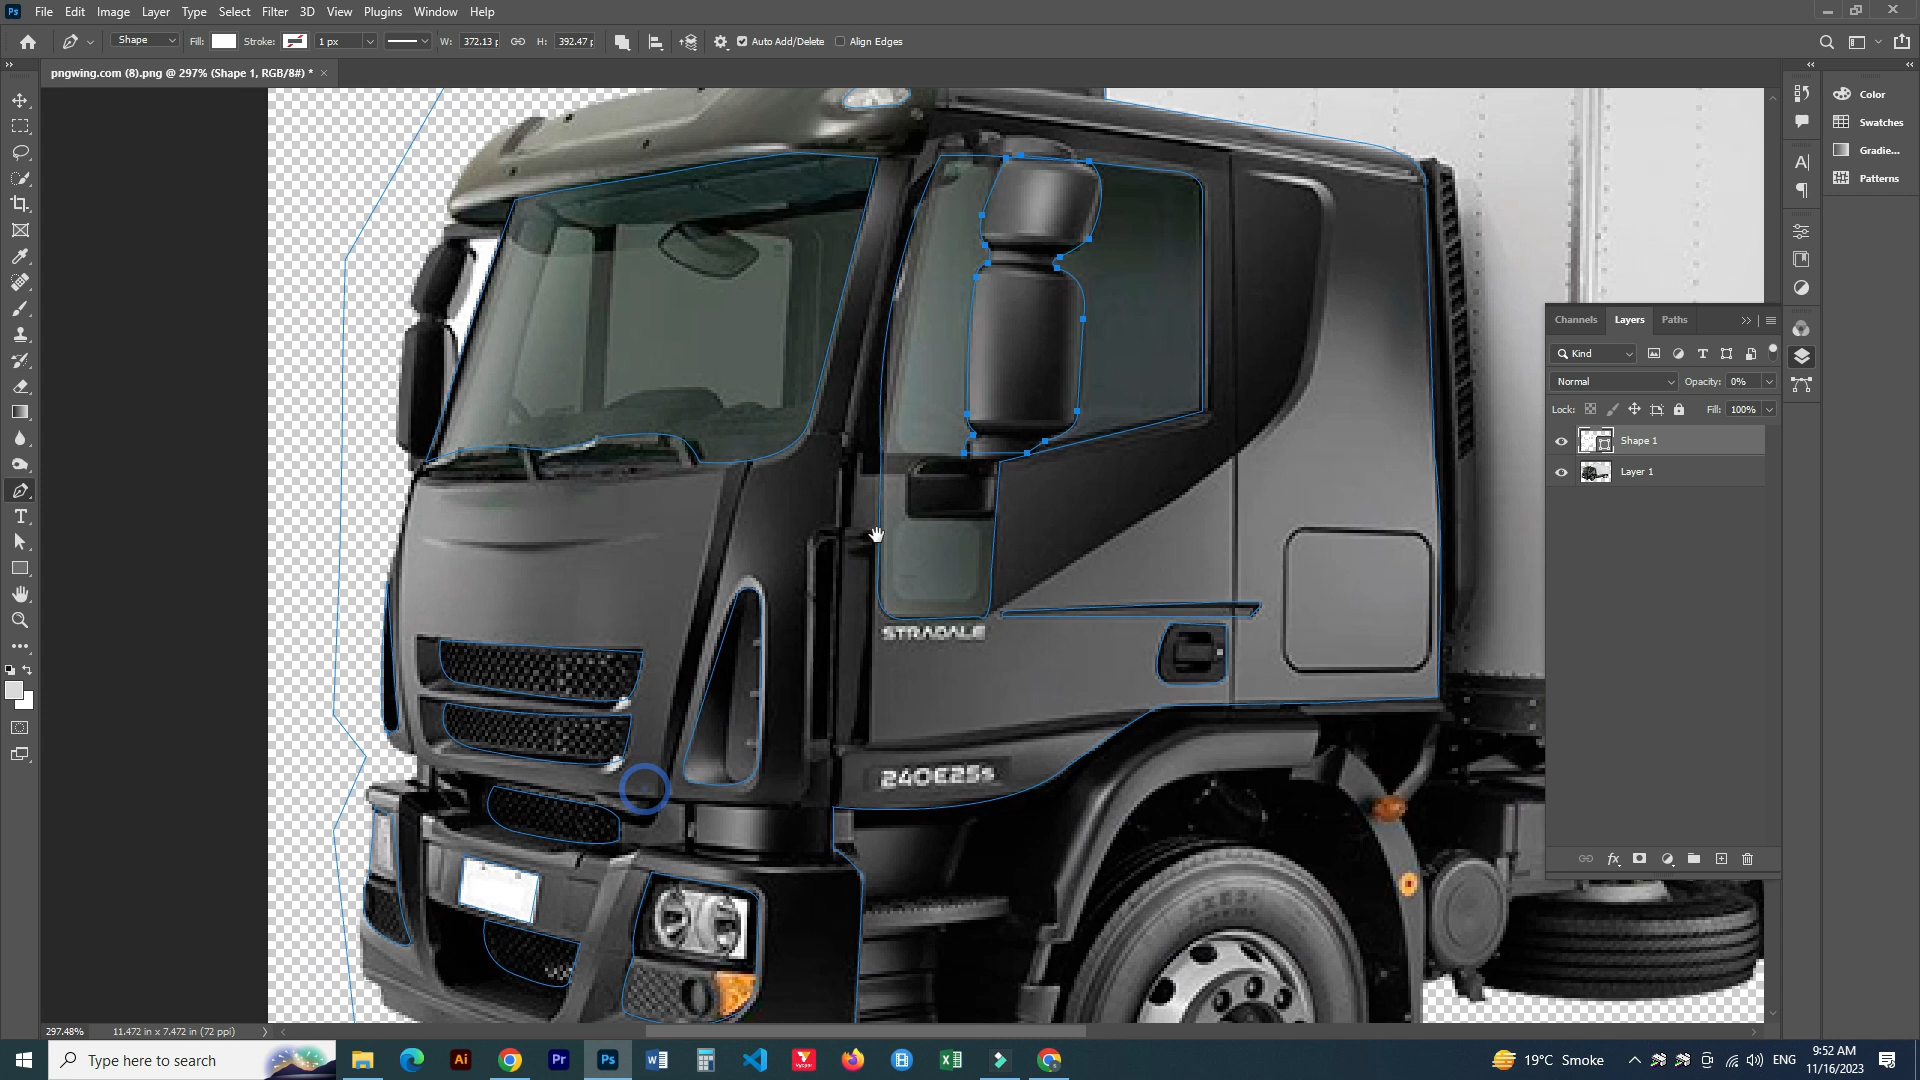 Ps File Edit Image Layer Type Select Filter 3D View Plugins Window Help
Shape Fill: Stroke: 1 px W: 372.13 p H: 392.47 p Auto Add/Delete Align Edges
pngwing.com (8).png @ 297% (Shape 1, RGB/8#) * ×
Color
Swatches
Gradie...
Patterns
Channels Layers Paths
Kind
Normal Opacity: 0%
Lock: Fill: 100%
Shape 1
Layer 1
STRADALE
240E25s
297.48% 11.472 in x 7.472 in (72 ppi)
Type here to search
Ai Pr Ps
19°C Smoke
ENG
9:52 AM
11/16/2023